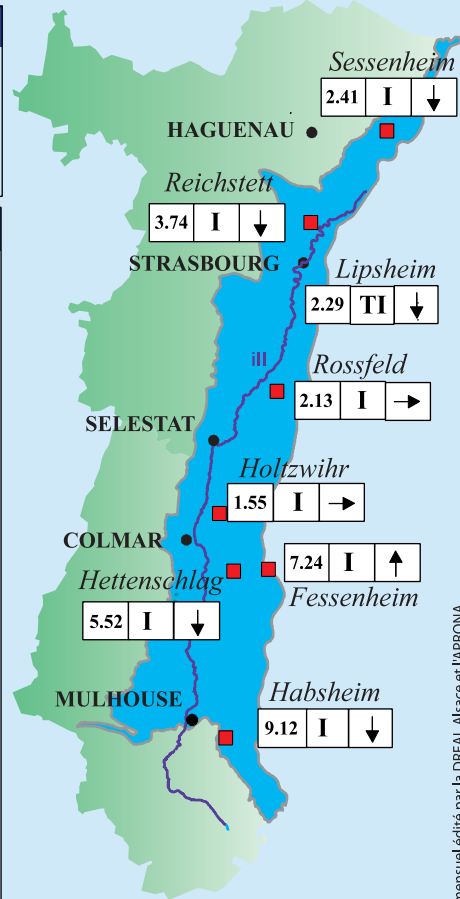 Sessenheim
2.41 I ↓
HAGUENAU
Reichstett
3.74 I ↓
STRASBOURG
Lipsheim
2.29 TI ↓
ill
Rossfeld
2.13 I →
SELESTAT
Holtzwihr
1.55 I →
COLMAR
7.24 I ↑
Fessenheim
Hettenschlag
5.52 I ↓
MULHOUSE
Habsheim
9.12 I ↓
mensuel édité par la DREAL Alsace et l'APRONA